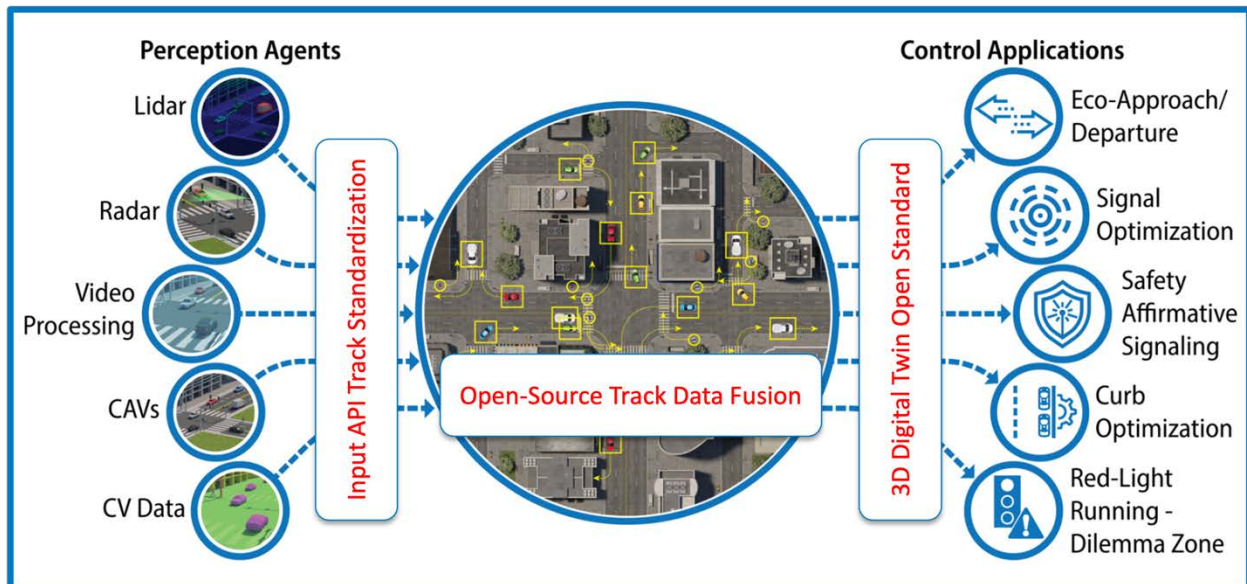 Perception Agents
Lidar
Radar
Video
Processing
CAVs
CV Data
Input API Track Standardization
Open-Source Track Data Fusion
3D Digital Twin Open Standard
Control Applications
Eco-Approach/
Departure
Signal
Optimization
Safety
Affirmative
Signaling
Curb
Optimization
Red-Light
Running -
Dilemma Zone